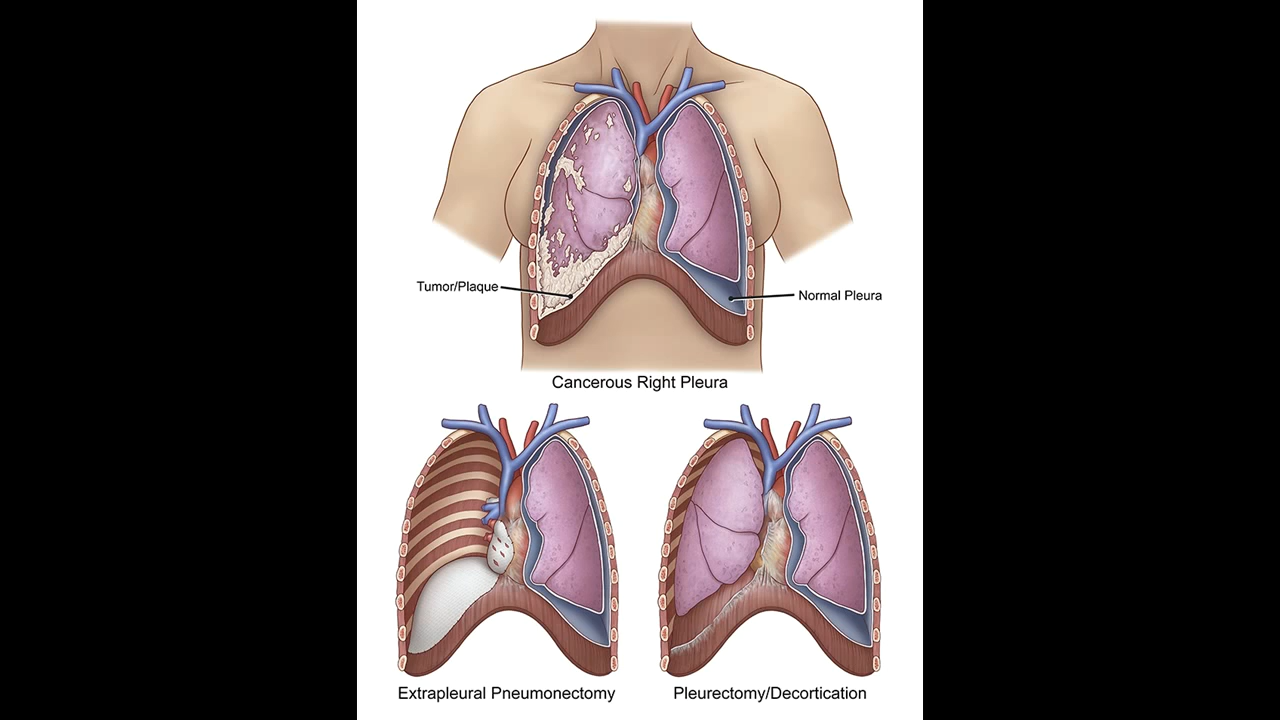 Tumor/Plaque
Normal Pleura
Cancerous Right Pleura
Extrapleural Pneumonectomy
Pleurectomy/Decortication